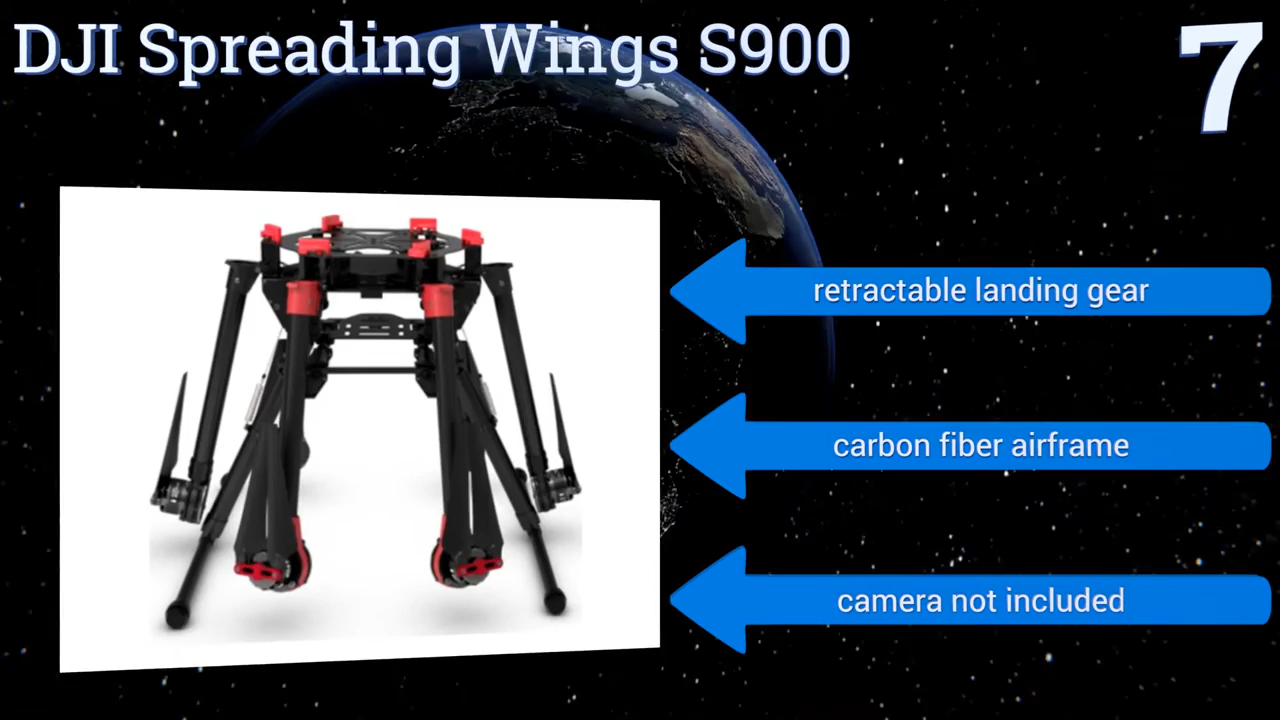 DJI Spreading Wings S900
7
retractable landing gear
carbon fiber airframe
camera not included